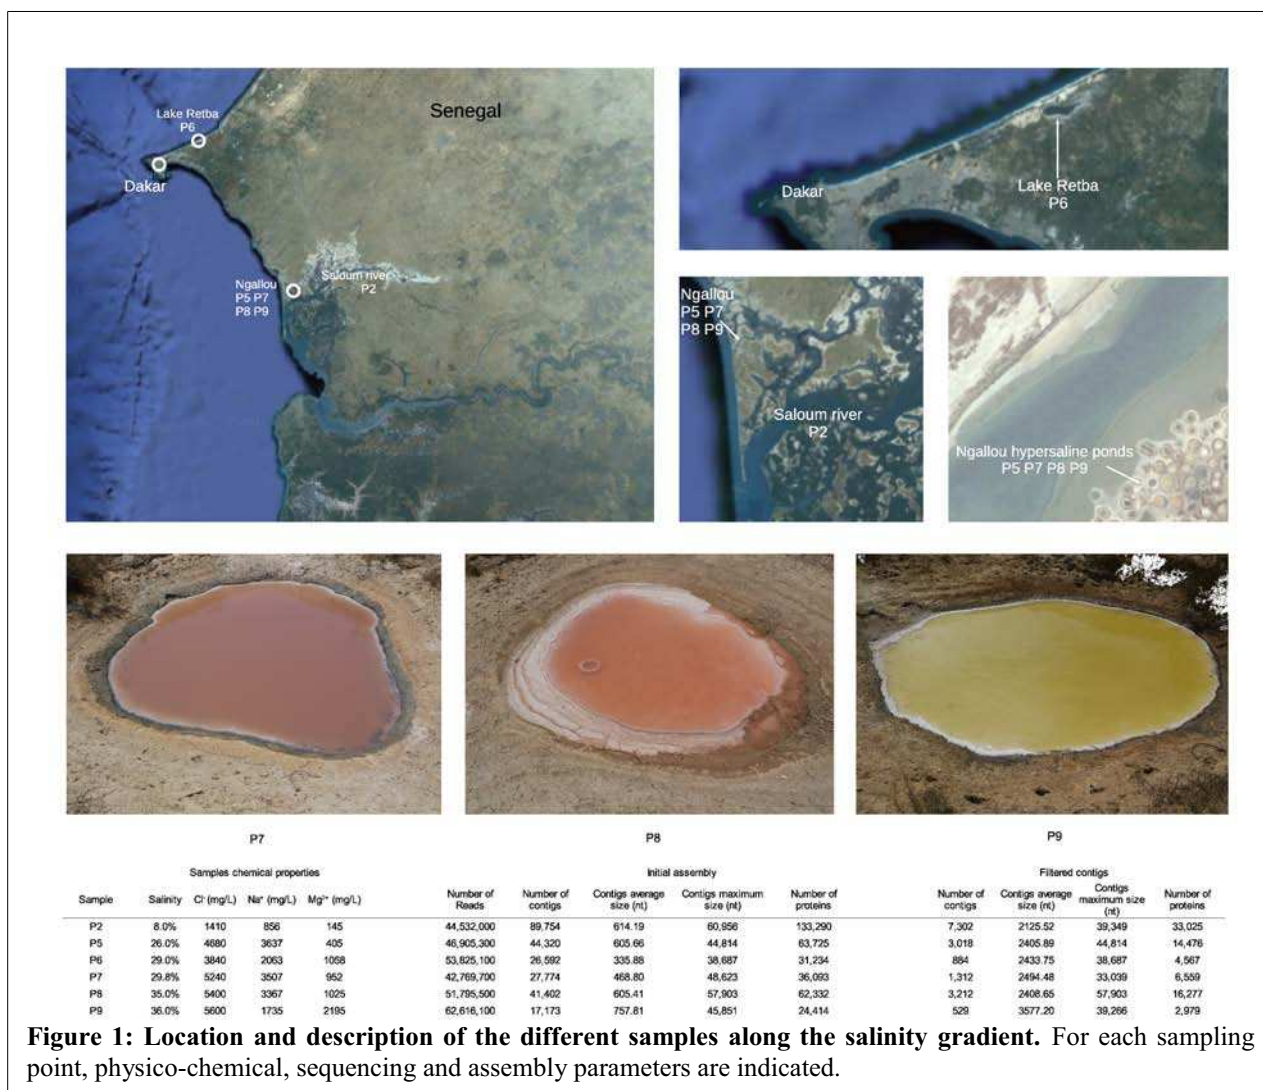 Lake Retba
P6
Dakar
Senegal
Ngallou
P5 P7
P8 P9
Saloum river
P2
Dakar
Lake Retba
P6
Ngallou
P5 P7
P8 P9
Saloum river
P2
Ngallou hypersaline ponds
P5 P7 P8 P9
P7 P8 P9
Samples chemical properties Initial assembly Filtered contigs
Sample Salinity Cl⁻(mg/L) Na⁺ (mg/L) Mg²⁺ (mg/L) Number of Reads Number of contigs Contigs average size (nt) Contigs maximum size (nt) Number of proteins Number of contigs Contigs average size (nt) Contigs maximum size (nt) Number of proteins
P2 8.0% 1410 856 145 44,532,000 89,754 614.19 60,956 133,290 7,302 2125.52 39,349 33,025
P5 26.0% 4680 3637 405 46,905,300 44,320 605.66 44,814 63,725 3,018 2405.89 44,814 14,476
P6 29.0% 3840 2063 1058 53,825,100 26,592 335.88 38,687 31,234 884 2433.75 38,687 4,567
P7 29.8% 5240 3507 952 42,769,700 27,774 468.80 48,623 36,093 1,312 2494.48 33,039 6,559
P8 35.0% 5400 3367 1025 51,795,500 41,402 605.41 57,903 62,332 3,212 2408.65 57,903 16,277
P9 36.0% 5600 1735 2195 62,616,100 17,173 757.81 45,851 24,414 529 3577.20 39,266 2,979
Figure 1: Location and description of the different samples along the salinity gradient. For each sampling
point, physico-chemical, sequencing and assembly parameters are indicated.